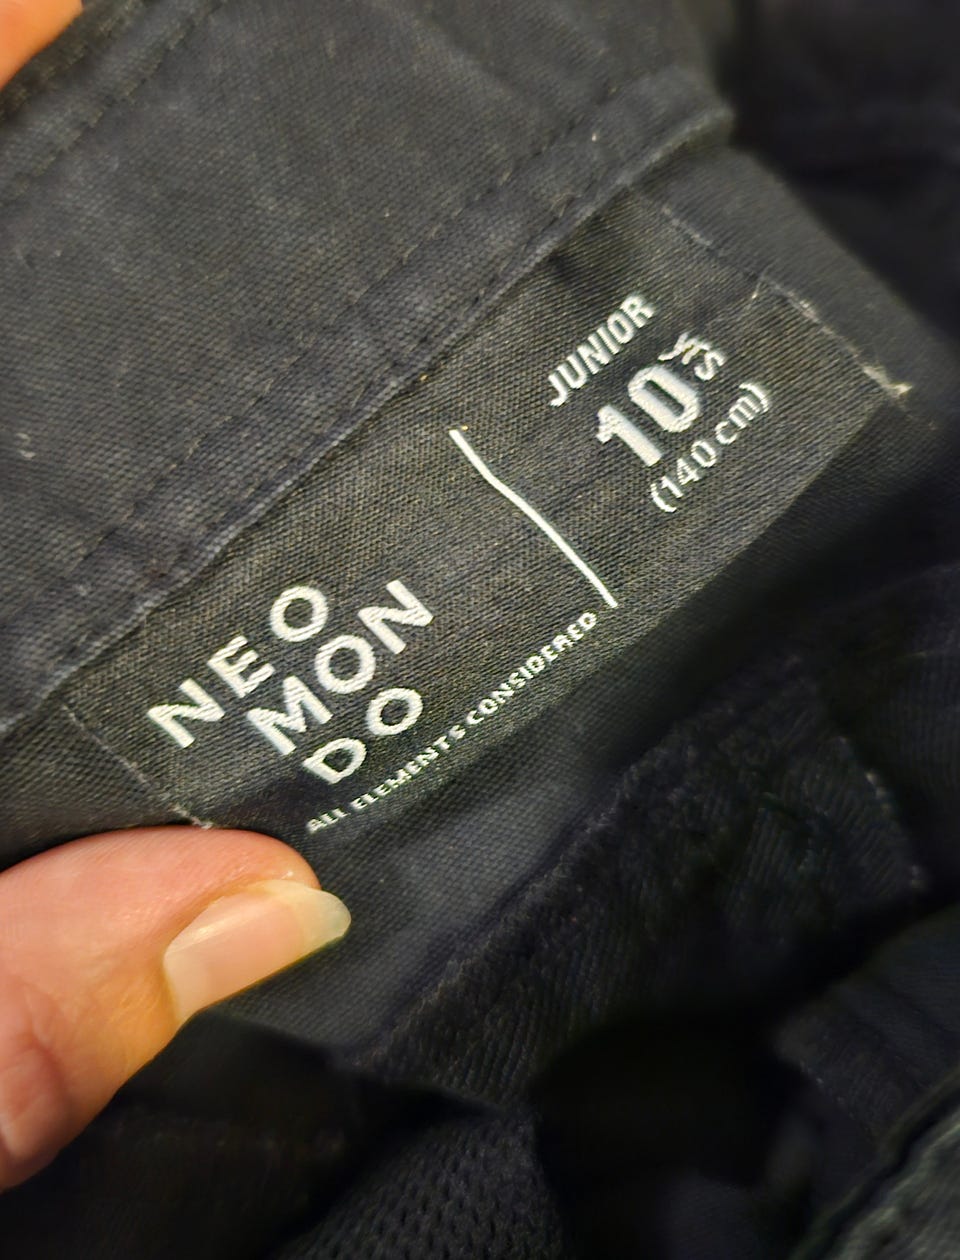 NEO
MON
DO
ALL ELEMENTS CONSIDERED
JUNIOR
10 yrs
(140 cm)